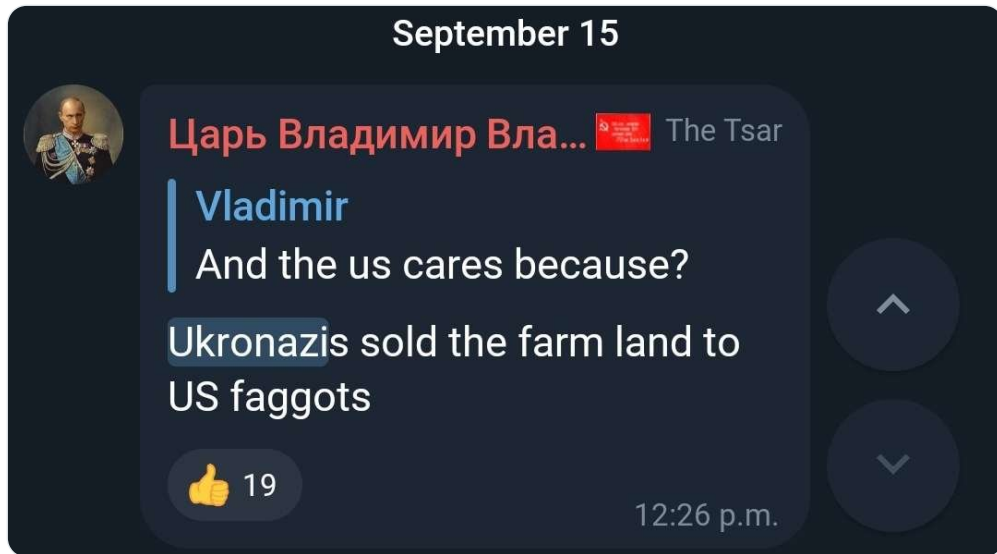 September 15
Царь Владимир Вла... The Tsar
Vladimir
And the us cares because?
Ukronazis sold the farm land to
US faggots
👍 19
12:26 p.m.